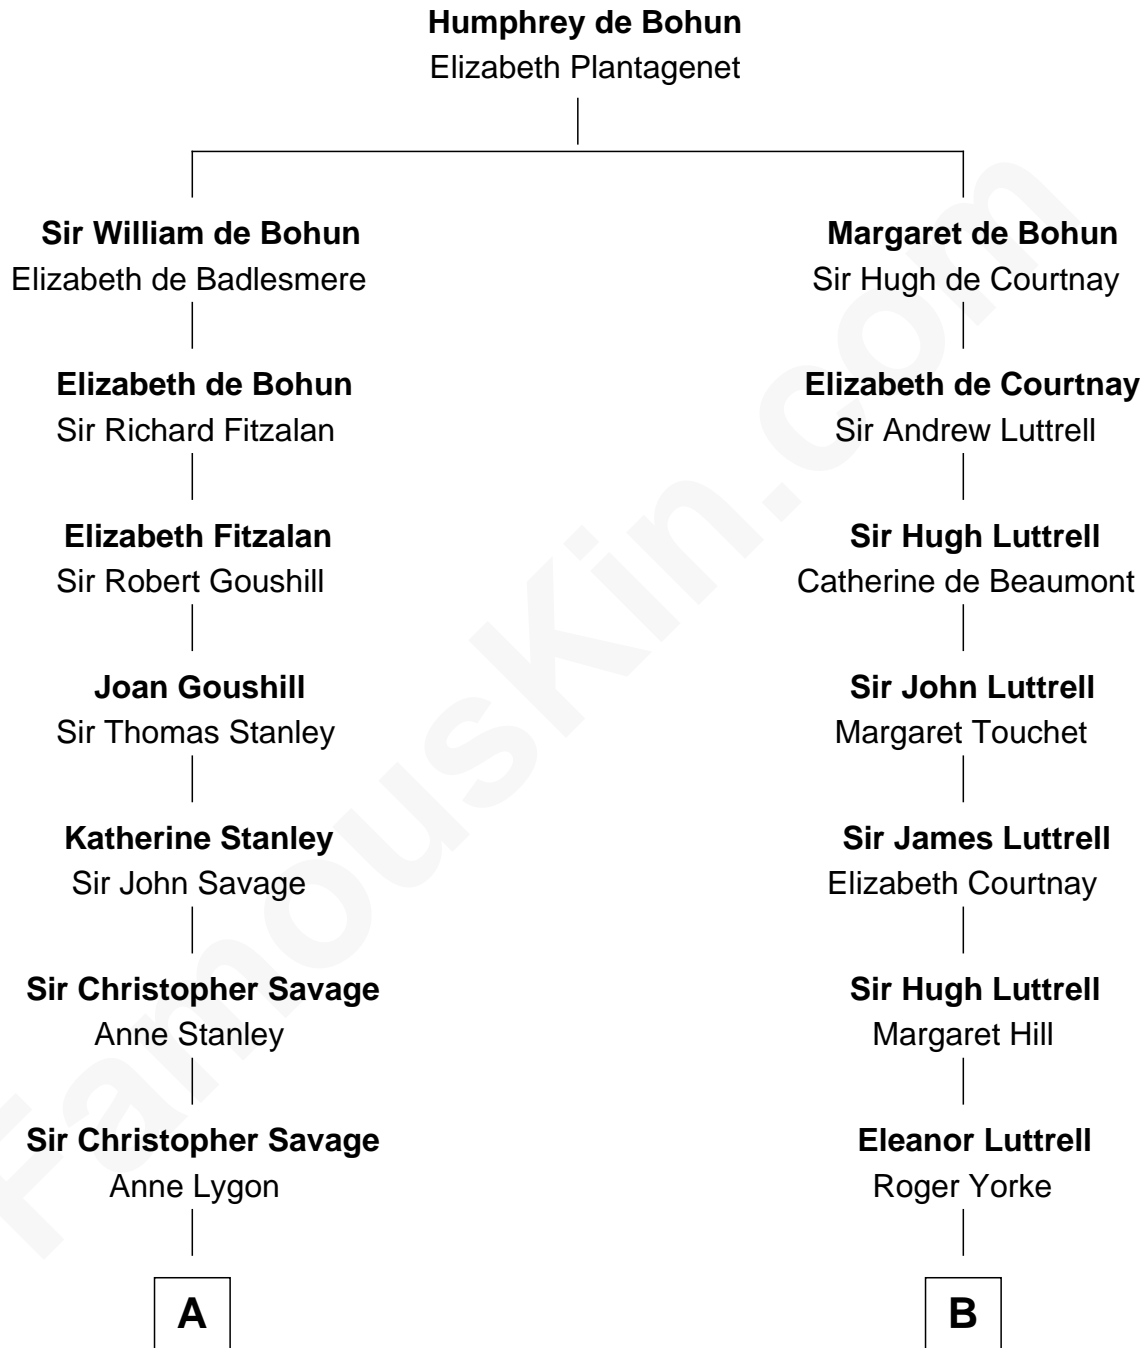 Humphrey de Bohun
Elizabeth Plantagenet
Sir William de Bohun
Elizabeth de Badlesmere
Margaret de Bohun
Sir Hugh de Courtnay
Elizabeth de Bohun
Sir Richard Fitzalan
Elizabeth de Courtnay
Sir Andrew Luttrell
Elizabeth Fitzalan
Sir Robert Goushill
Sir Hugh Luttrell
Catherine de Beaumont
Joan Goushill
Sir Thomas Stanley
Sir John Luttrell
Margaret Touchet
Katherine Stanley
Sir John Savage
Sir James Luttrell
Elizabeth Courtnay
Sir Christopher Savage
Anne Stanley
Sir Hugh Luttrell
Margaret Hill
Sir Christopher Savage
Anne Lygon
Eleanor Luttrell
Roger Yorke
A
B
FamousKin.com